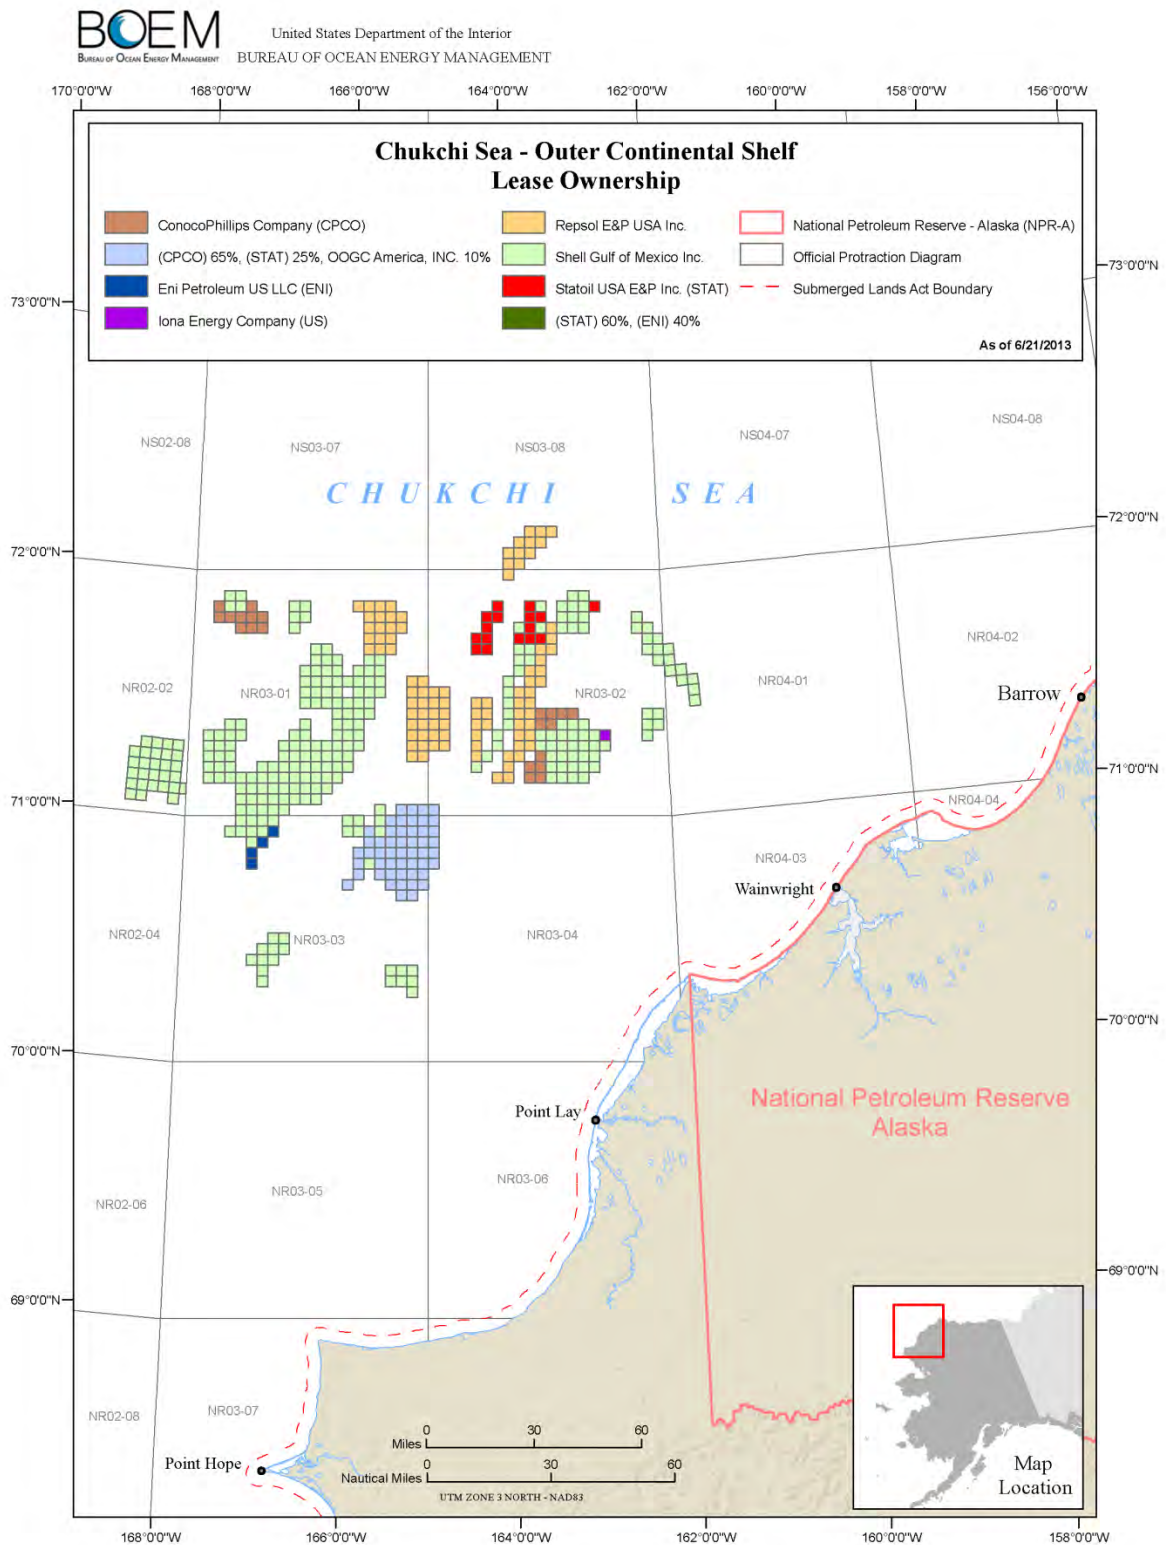 BOEM
BUREAU OF OCEAN ENERGY MANAGEMENT
United States Department of the Interior
BUREAU OF OCEAN ENERGY MANAGEMENT
170°0'0"W 168°0'0"W 166°0'0"W 164°0'0"W 162°0'0"W 160°0'0"W 158°0'0"W 156°0'0"W
Chukchi Sea - Outer Continental Shelf
Lease Ownership
ConocoPhillips Company (CPCO)
(CPCO) 65%, (STAT) 25%, OOGC America, INC. 10%
Eni Petroleum US LLC (ENI)
Iona Energy Company (US)
Repsol E&P USA Inc.
Shell Gulf of Mexico Inc.
Statoil USA E&P Inc. (STAT)
(STAT) 60%, (ENI) 40%
National Petroleum Reserve - Alaska (NPR-A)
Official Protraction Diagram
Submerged Lands Act Boundary
As of 6/21/2013
73°0'0"N
73°0'0"N
NS02-08
NS03-07
NS03-08
NS04-07
NS04-08
CHUKCHI SEA
72°0'0"N
72°0'0"N
NR02-02
NR03-01
NR03-02
NR04-01
NR04-02
Barrow
71°0'0"N
71°0'0"N
NR04-04
NR04-03
Wainwright
NR02-04
NR03-03
NR03-04
70°0'0"N
70°0'0"N
National Petroleum Reserve
Alaska
Point Lay
NR02-06
NR03-05
NR03-06
69°0'0"N
69°0'0"N
NR02-08
NR03-07
Point Hope
0 30 60
Miles
0 30 60
Nautical Miles
UTM ZONE 3 NORTH - NAD83
Map
Location
168°0'0"W 166°0'0"W 164°0'0"W 162°0'0"W 160°0'0"W 158°0'0"W